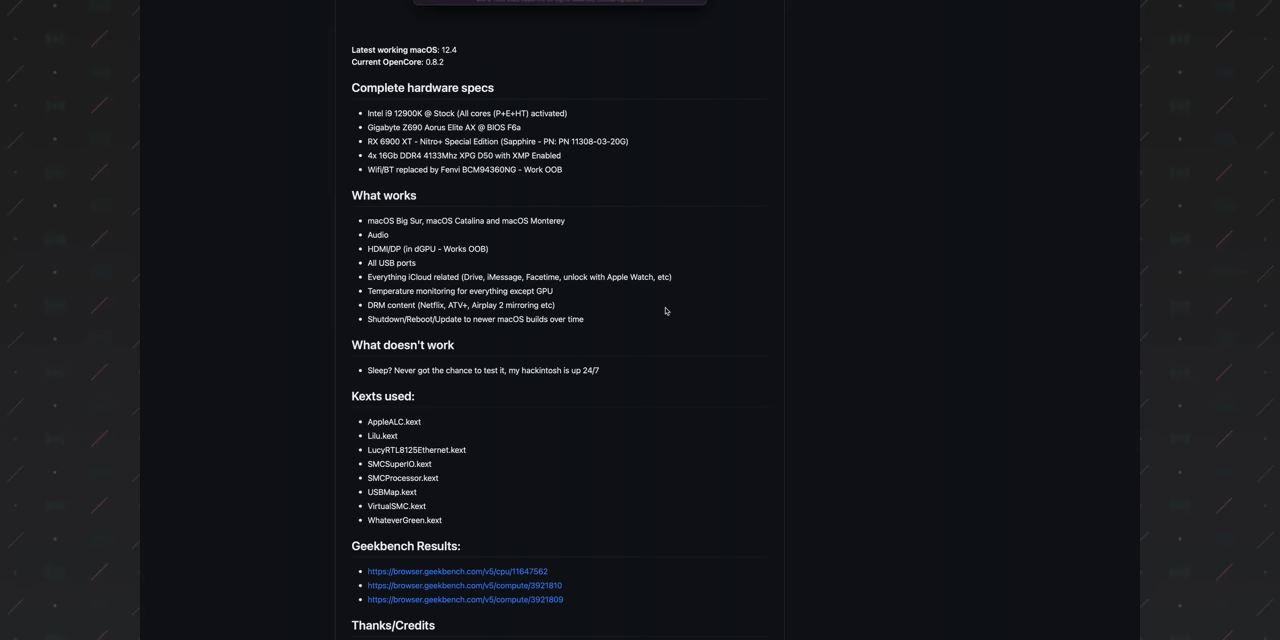 Latest working macOS: 12.4
Current OpenCore: 0.8.2
Complete hardware specs
Intel i9 12900K @ Stock (All cores (P+E+HT) activated)
Gigabyte Z690 Aorus Elite AX @ BIOS F6a
RX 6900 XT - Nitro+ Special Edition (Sapphire - PN: PN 11308-03-20G)
4x 16Gb DDR4 4133Mhz XPG D50 with XMP Enabled
Wifi/BT replaced by Fenvi BCM94360NG - Work OOB
What works
macOS Big Sur, macOS Catalina and macOS Monterey
Audio
HDMI/DP (in dGPU - Works OOB)
All USB ports
Everything iCloud related (Drive, iMessage, Facetime, unlock with Apple Watch, etc)
Temperature monitoring for everything except GPU
DRM content (Netflix, ATV+, Airplay 2 mirroring etc)
Shutdown/Reboot/Update to newer macOS builds over time
What doesn't work
Sleep? Never got the chance to test it, my hackintosh is up 24/7
Kexts used:
AppleALC.kext
Lilu.kext
LucyRTL8125Ethernet.kext
SMCSuperIO.kext
SMCProcessor.kext
USBMap.kext
VirtualSMC.kext
WhateverGreen.kext
Geekbench Results:
https://browser.geekbench.com/v5/cpu/11647562
https://browser.geekbench.com/v5/compute/3921810
https://browser.geekbench.com/v5/compute/3921809
Thanks/Credits